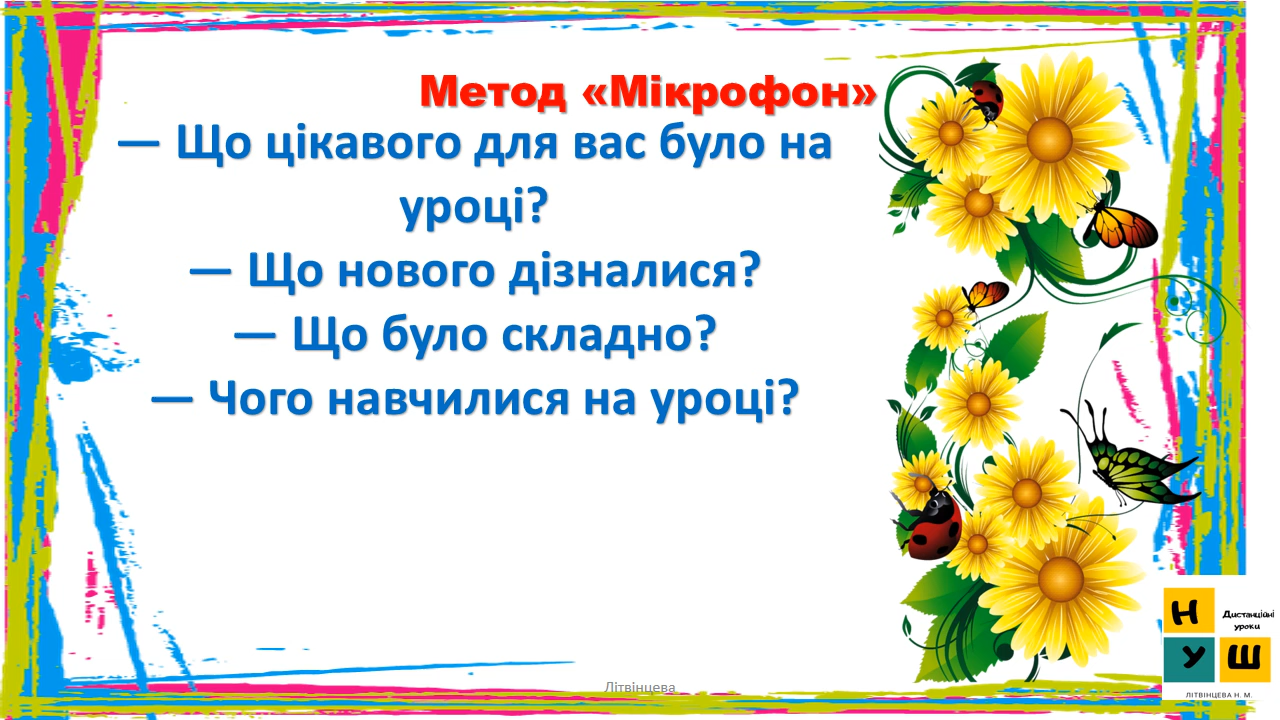 Метод «Мікрофон»
— Що цікавого для вас було на
уроці?
— Що нового дізналися?
— Що було складно?
— Чого навчилися на уроці?
Літвінцева
Н
У Ш
Дистанційні
уроки
ЛІТВІНЦЕВА Н. М.